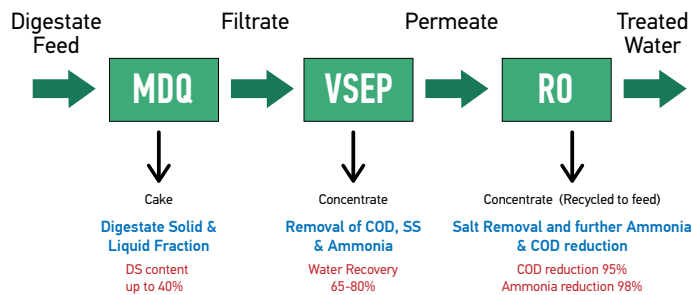 Digestate
Feed
Filtrate
Permeate
Treated
Water
MDQ
VSEP
RO
Cake
Concentrate
Concentrate (Recycled to feed)
Digestate Solid &
Liquid Fraction
Removal of COD, SS
& Ammonia
Salt Removal and further Ammonia
& COD reduction
DS content
up to 40%
Water Recovery
65-80%
COD reduction 95%
Ammonia reduction 98%